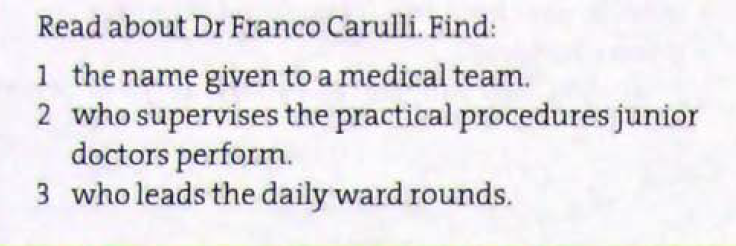 Read about Dr Franco Carulli. Find:
1 the name given to a medical team.
2 who supervises the practical procedures junior
doctors perform.
3 who leads the daily ward rounds.